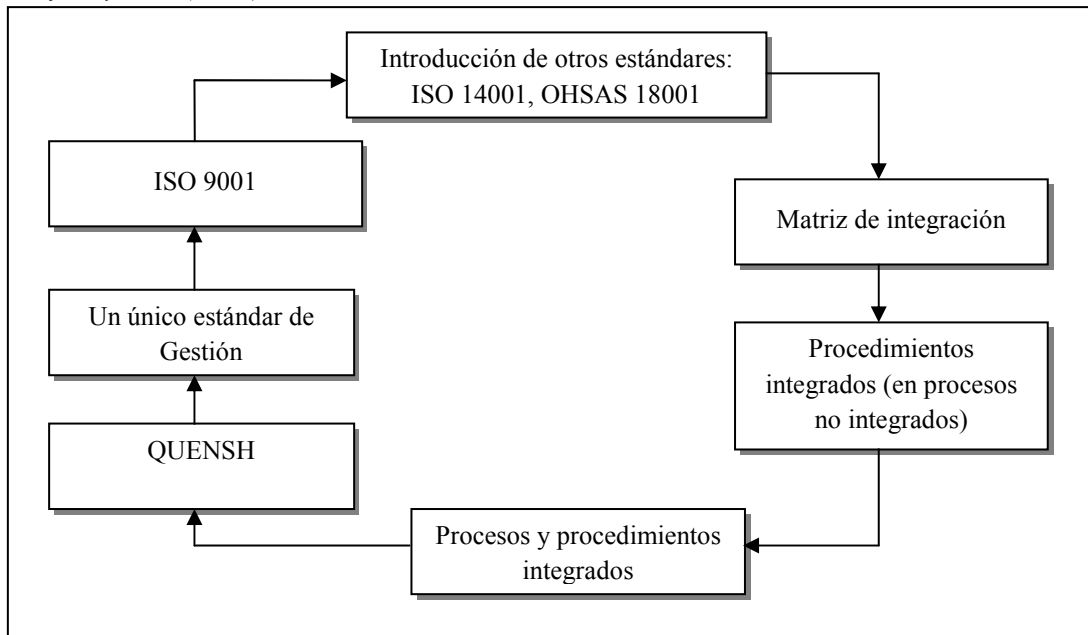 Introducción de otros estándares:
ISO 14001, OHSAS 18001
ISO 9001
Matriz de integración
Un único estándar de
Gestión
Procedimientos
integrados (en procesos
no integrados)
QUENSH
Procesos y procedimientos
integrados